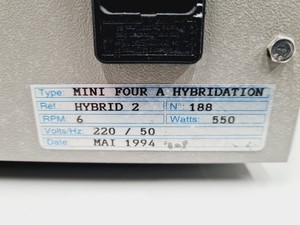 Type: MINI FOUR A HYBRIDATION
Ref. HYBRID 2 N°: 188
RPM: 6 Watts: 550
Volts/Hz: 220 / 50
Date MAI 1994